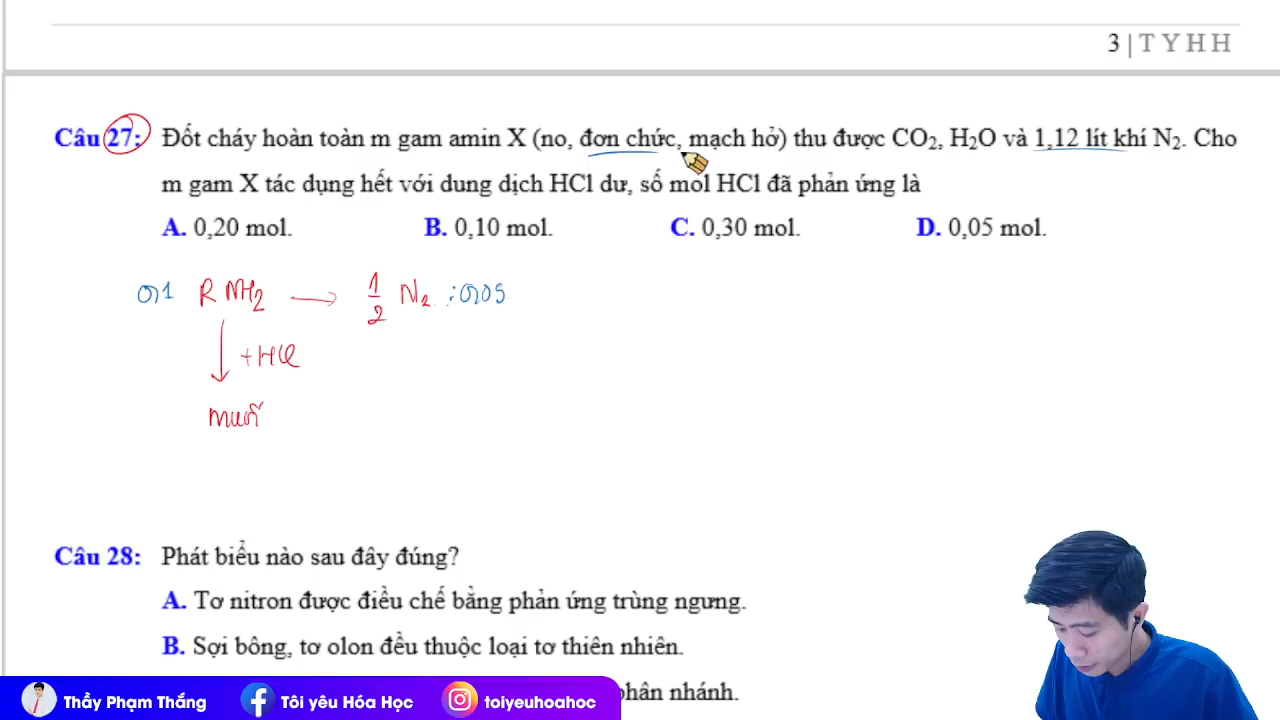 3 | T Y H H
Câu 27: Đốt cháy hoàn toàn m gam amin X (no, đơn chức, mạch hở) thu được CO₂, H₂O và 1,12 lít khí N₂. Cho
m gam X tác dụng hết với dung dịch HCl dư, số mol HCl đã phản ứng là
A. 0,20 mol. B. 0,10 mol. C. 0,30 mol. D. 0,05 mol.
0,1 RNH₂ → 1/2 N₂ : 0,05
↓ +HCl
muối
Câu 28: Phát biểu nào sau đây đúng?
A. Tơ nitron được điều chế bằng phản ứng trùng ngưng.
B. Sợi bông, tơ olon đều thuộc loại tơ thiên nhiên.
phân nhánh.
Thầy Phạm Thắng Tôi yêu Hóa Học toiyeuhoahoc